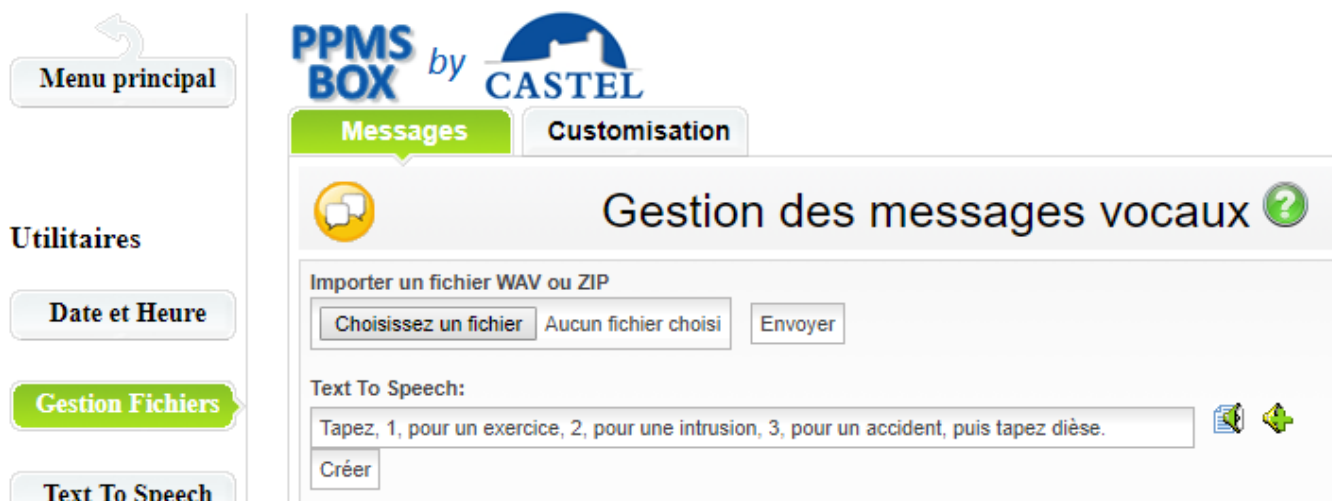 Menu principal
PPMS BOX by CASTEL
Messages
Customisation
Gestion des messages vocaux
?
Utilitaires
Importer un fichier WAV ou ZIP
Date et Heure
Choisissez un fichier Aucun fichier choisi Envoyer
Text To Speech:
Gestion Fichiers
Tapez, 1, pour un exercice, 2, pour une intrusion, 3, pour un accident, puis tapez dièse.
Créer
Text To Speech